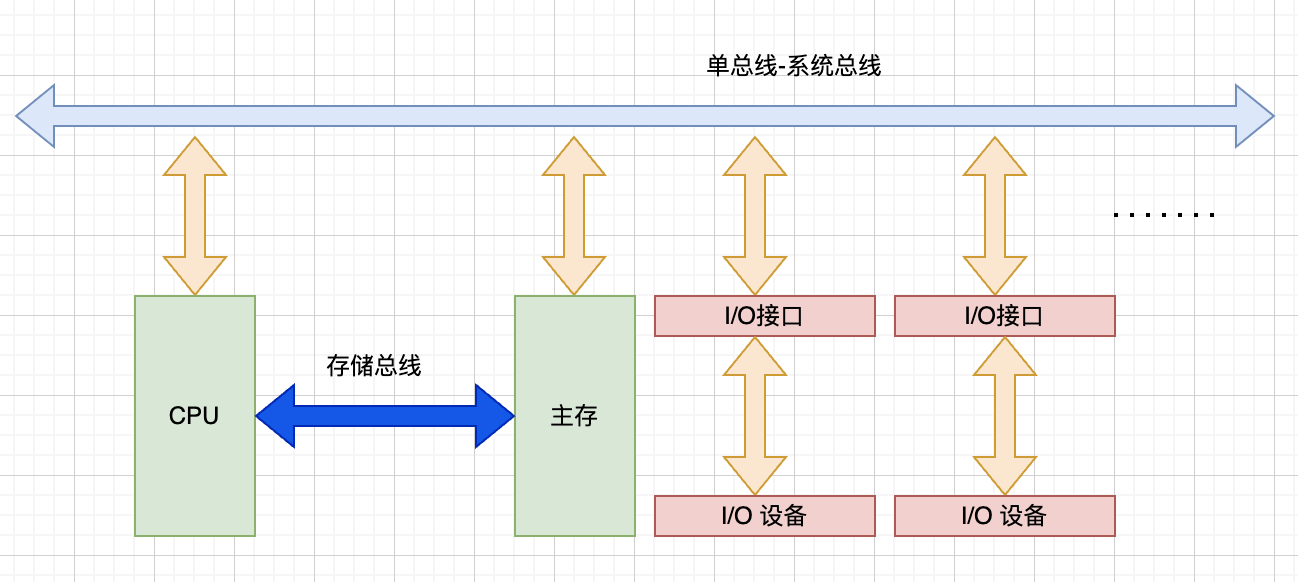 单总线-系统总线
.......
I/O接口
I/O接口
存储总线
CPU
主存
I/O 设备
I/O 设备